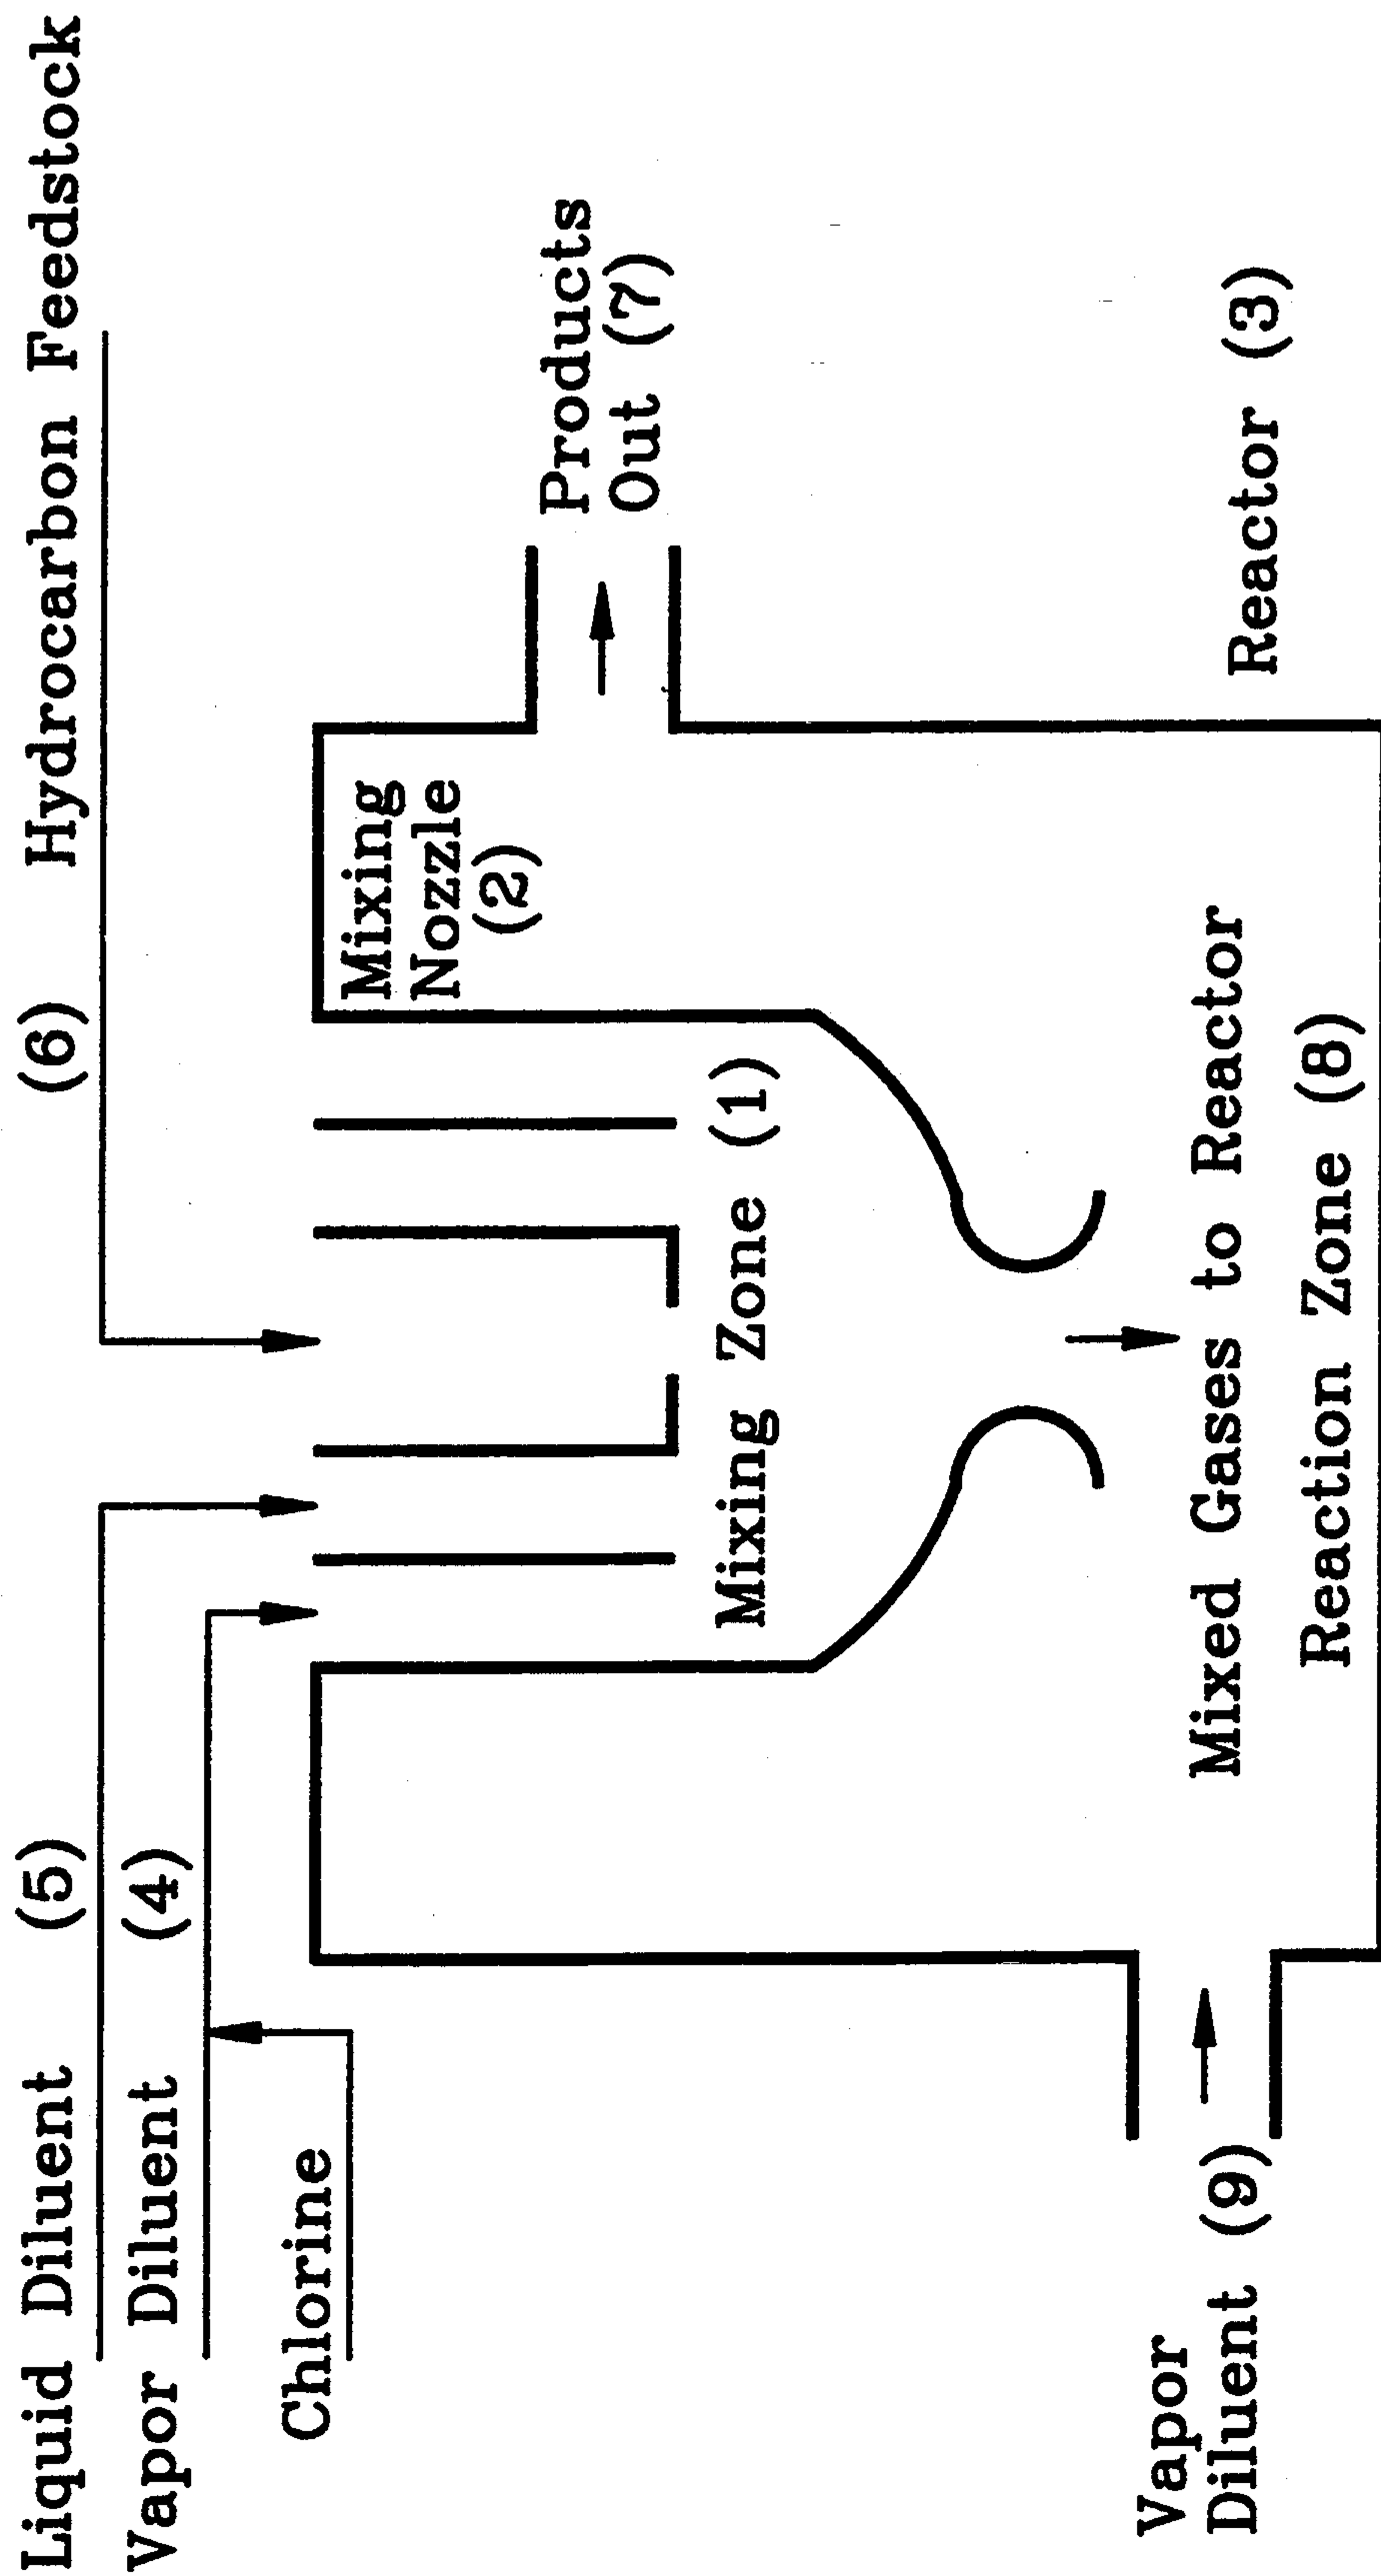 Liquid Diluent (5)
(6) Hydrocarbon Feedstock
Vapor Diluent (4)
Chlorine
Mixing
Nozzle
(2)
Products
Out (7)
Mixing Zone (1)
Vapor
Diluent (9)
Mixed Gases to Reactor
Reaction Zone (8)
Reactor (3)